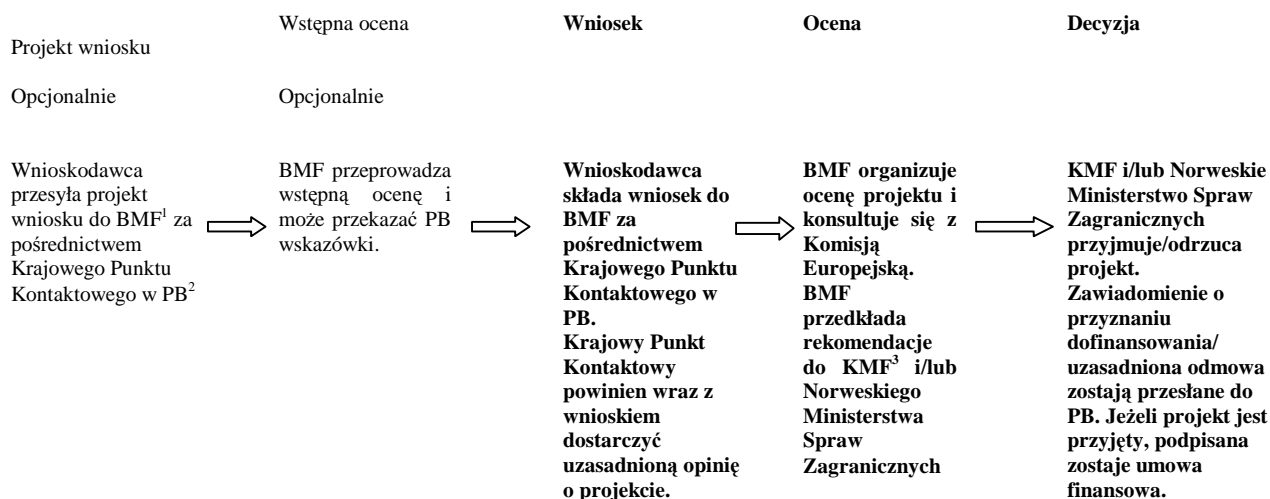 Projekt wniosku
Opcjonalnie
Wnioskodawca
przesyła projekt
wniosku do BMF¹ za
pośrednictwem
Krajowego Punktu
Kontaktowego w PB²
Wstępna ocena
Opcjonalnie
BMF przeprowadza
wstępną ocenę i
może przekazać PB
wskazówki.
Wniosek
Wnioskodawca
składa wniosek do
BMF za
pośrednictwem
Krajowego Punktu
Kontaktowego w
PB.
Krajowy Punkt
Kontaktowy
powinien wraz z
wnioskiem
dostarczyć
uzasadnioną opinię
o projekcie.
Ocena
BMF organizuje
ocenę projektu i
konsultuje się z
Komisją
Europejską.
BMF
przedkłada
rekomendacje
do KMF³ i/lub
Norweskiego
Ministerstwa
Spraw
Zagranicznych
Decyzja
KMF i/lub Norweskie
Ministerstwo Spraw
Zagranicznych
przyjmuje/odrzuca
projekt.
Zawiadomienie o
przyznaniu
dofinansowania/
uzasadniona odmowa
zostają przesłane do
PB. Jeżeli projekt jest
przyjęty, podpisana
zostaje umowa
finansowa.